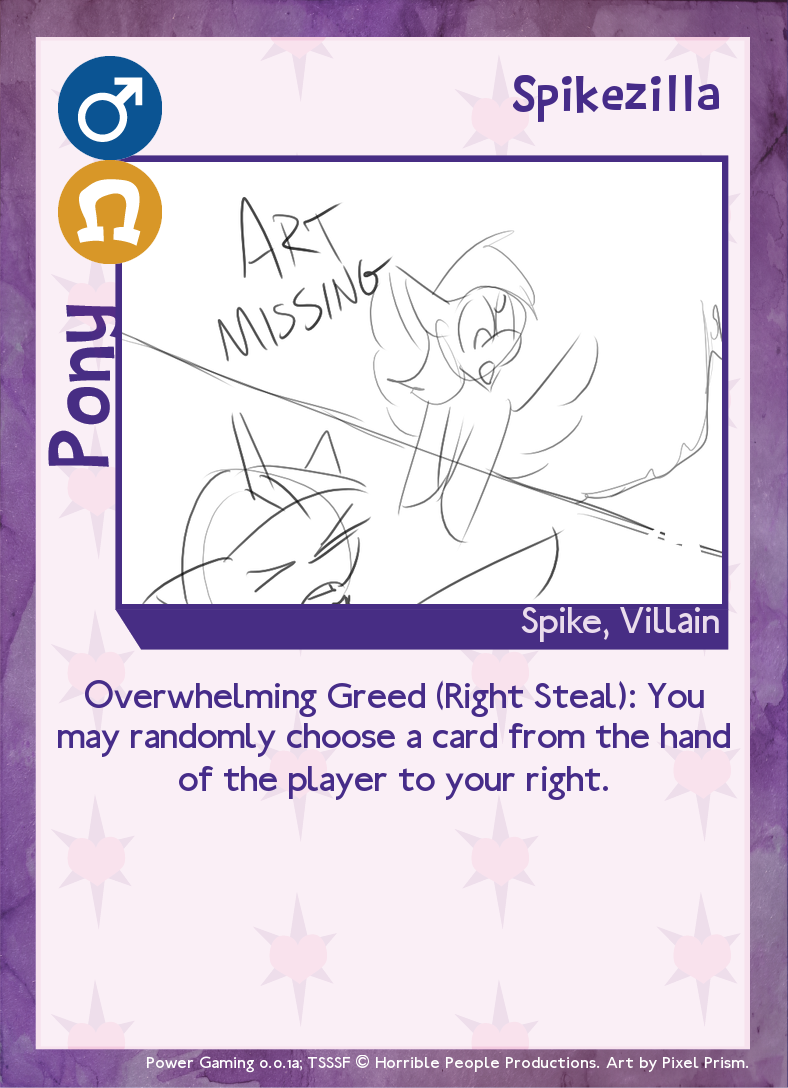 Spikezilla
ART
MISSING
Pony
Spike, Villain
Overwhelming Greed (Right Steal): You
may randomly choose a card from the hand
of the player to your right.
Power Gaming 0.0.1a; TSSSF © Horrible People Productions. Art by Pixel Prism.